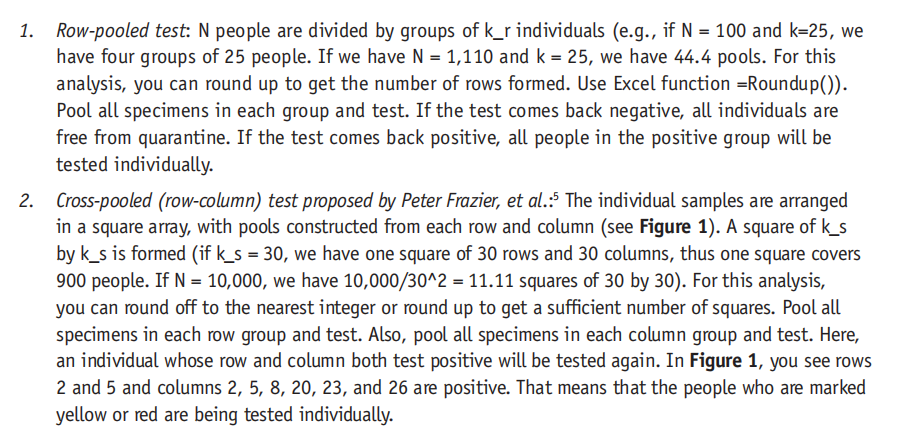 1. Row-pooled test: N people are divided by groups of k_r individuals (e.g., if N = 100 and k=25, we
have four groups of 25 people. If we have N = 1,110 and k = 25, we have 44.4 pools. For this
analysis, you can round up to get the number of rows formed. Use Excel function =Roundup()).
Pool all specimens in each group and test. If the test comes back negative, all individuals are
free from quarantine. If the test comes back positive, all people in the positive group will be
tested individually.
2. Cross-pooled (row-column) test proposed by Peter Frazier, et al.:⁵ The individual samples are arranged
in a square array, with pools constructed from each row and column (see Figure 1). A square of k_s
by k_s is formed (if k_s = 30, we have one square of 30 rows and 30 columns, thus one square covers
900 people. If N = 10,000, we have 10,000/30^2 = 11.11 squares of 30 by 30). For this analysis,
you can round off to the nearest integer or round up to get a sufficient number of squares. Pool all
specimens in each row group and test. Also, pool all specimens in each column group and test. Here,
an individual whose row and column both test positive will be tested again. In Figure 1, you see rows
2 and 5 and columns 2, 5, 8, 20, 23, and 26 are positive. That means that the people who are marked
yellow or red are being tested individually.